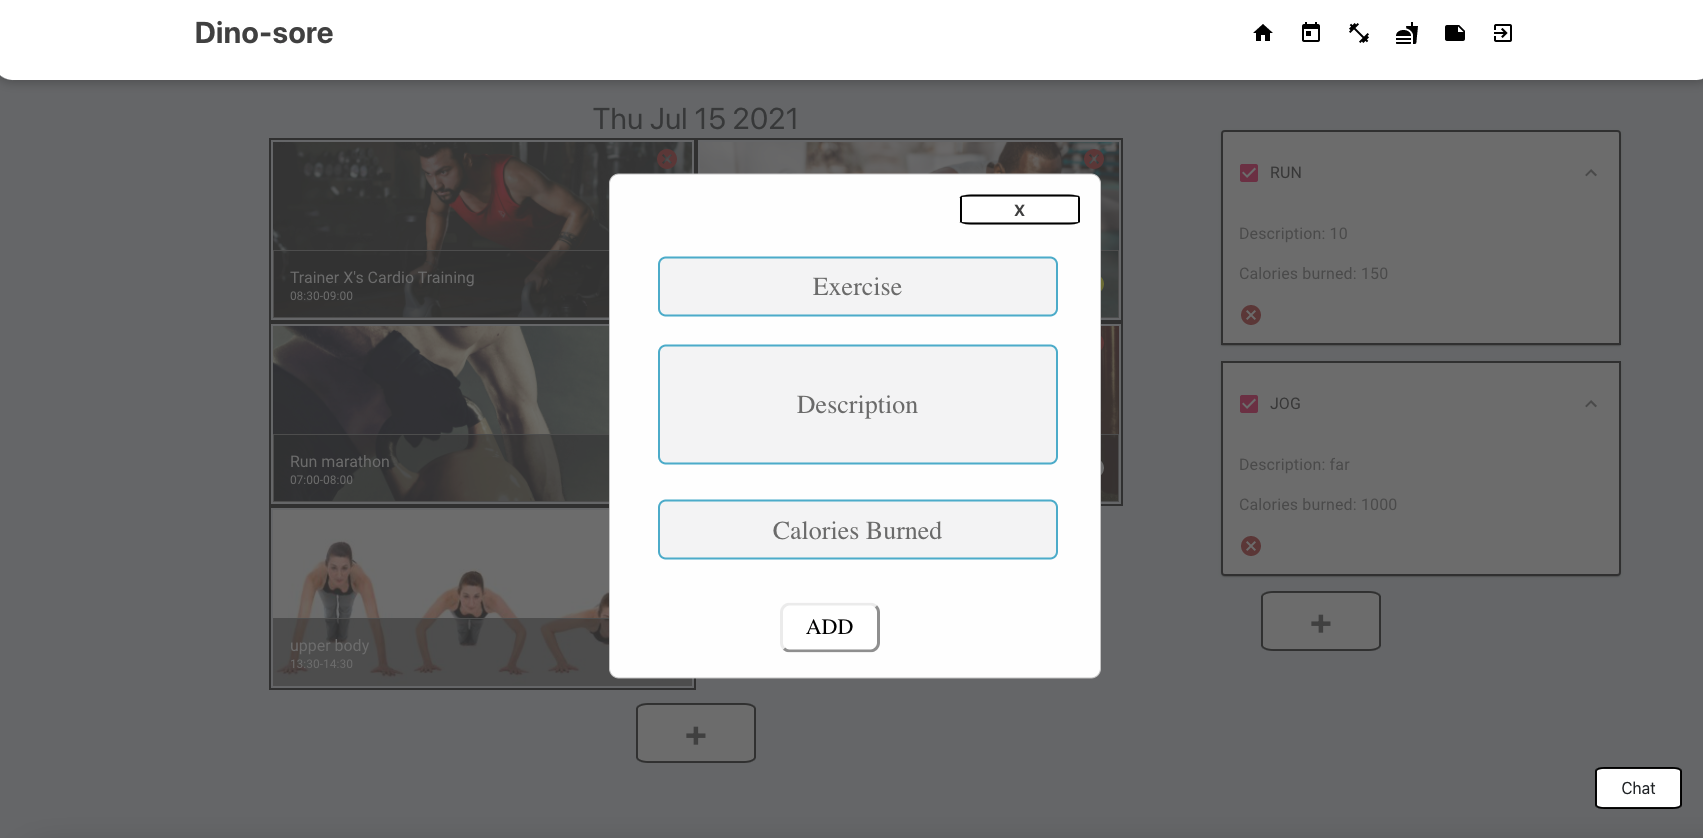 Dino-sore
Thu Jul 15 2021
Trainer X's Cardio Training
08:30-09:00
Run marathon
07:00-08:00
upper body
13:30-14:30
+
X
Exercise
Description
Calories Burned
ADD
RUN
Description: 10
Calories burned: 150
JOG
Description: far
Calories burned: 1000
+
Chat